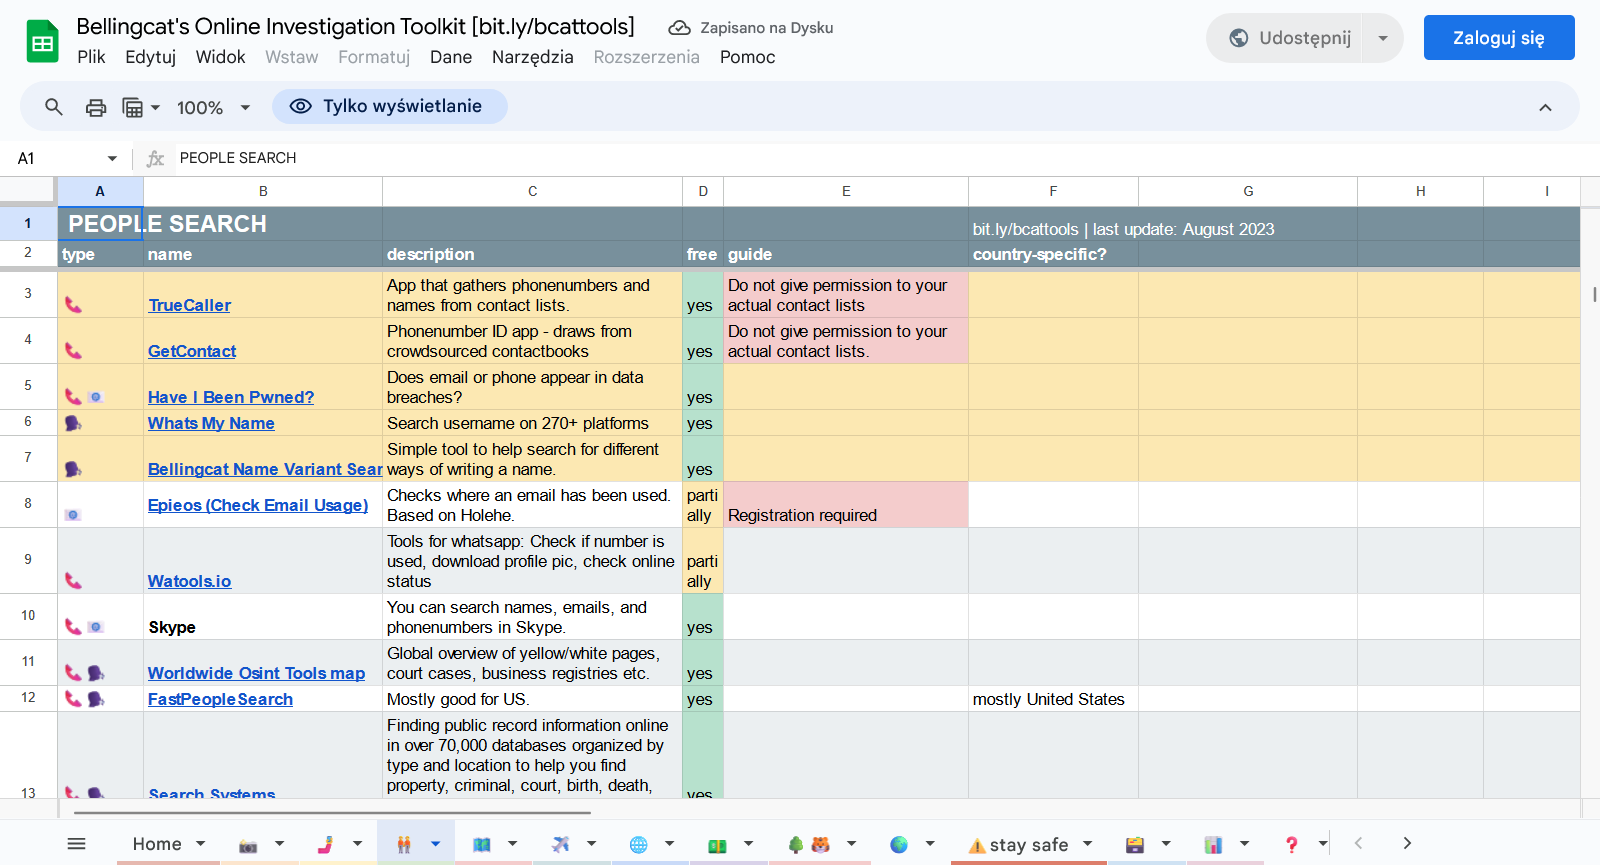 Bellingcat's Online Investigation Toolkit [bit.ly/bcattools]
Zapisano na Dysku
Udostępnij
Zaloguj się
Plik Edytuj Widok Wstaw Formatuj Dane Narzędzia Rozszerzenia Pomoc
100%
Tylko wyświetlanie
A1
fx
PEOPLE SEARCH
A B C D E F G H I
1 PEOPLE SEARCH bit.ly/bcattools | last update: August 2023
2 type name description free guide country-specific?
3 TrueCaller
App that gathers phonenumbers and
names from contact lists.
yes
Do not give permission to your
actual contact lists
4 GetContact
Phonenumber ID app - draws from
crowdsourced contactbooks
yes
Do not give permission to your
actual contact lists.
5 Have I Been Pwned?
Does email or phone appear in data
breaches?
yes
6 Whats My Name Search username on 270+ platforms yes
7 Bellingcat Name Variant Sear
Simple tool to help search for different
ways of writing a name.
yes
8 Epieos (Check Email Usage)
Checks where an email has been used.
Based on Holehe.
parti
ally
Registration required
9 Watools.io
Tools for whatsapp: Check if number is
used, download profile pic, check online
status
parti
ally
10 Skype
You can search names, emails, and
phonenumbers in Skype.
yes
11 Worldwide Osint Tools map
Global overview of yellow/white pages,
court cases, business registries etc.
yes
12 FastPeopleSearch Mostly good for US. yes mostly United States
13 Search Systems
Finding public record information online
in over 70,000 databases organized by
type and location to help you find
property, criminal, court, birth, death,
yes
Home
stay safe